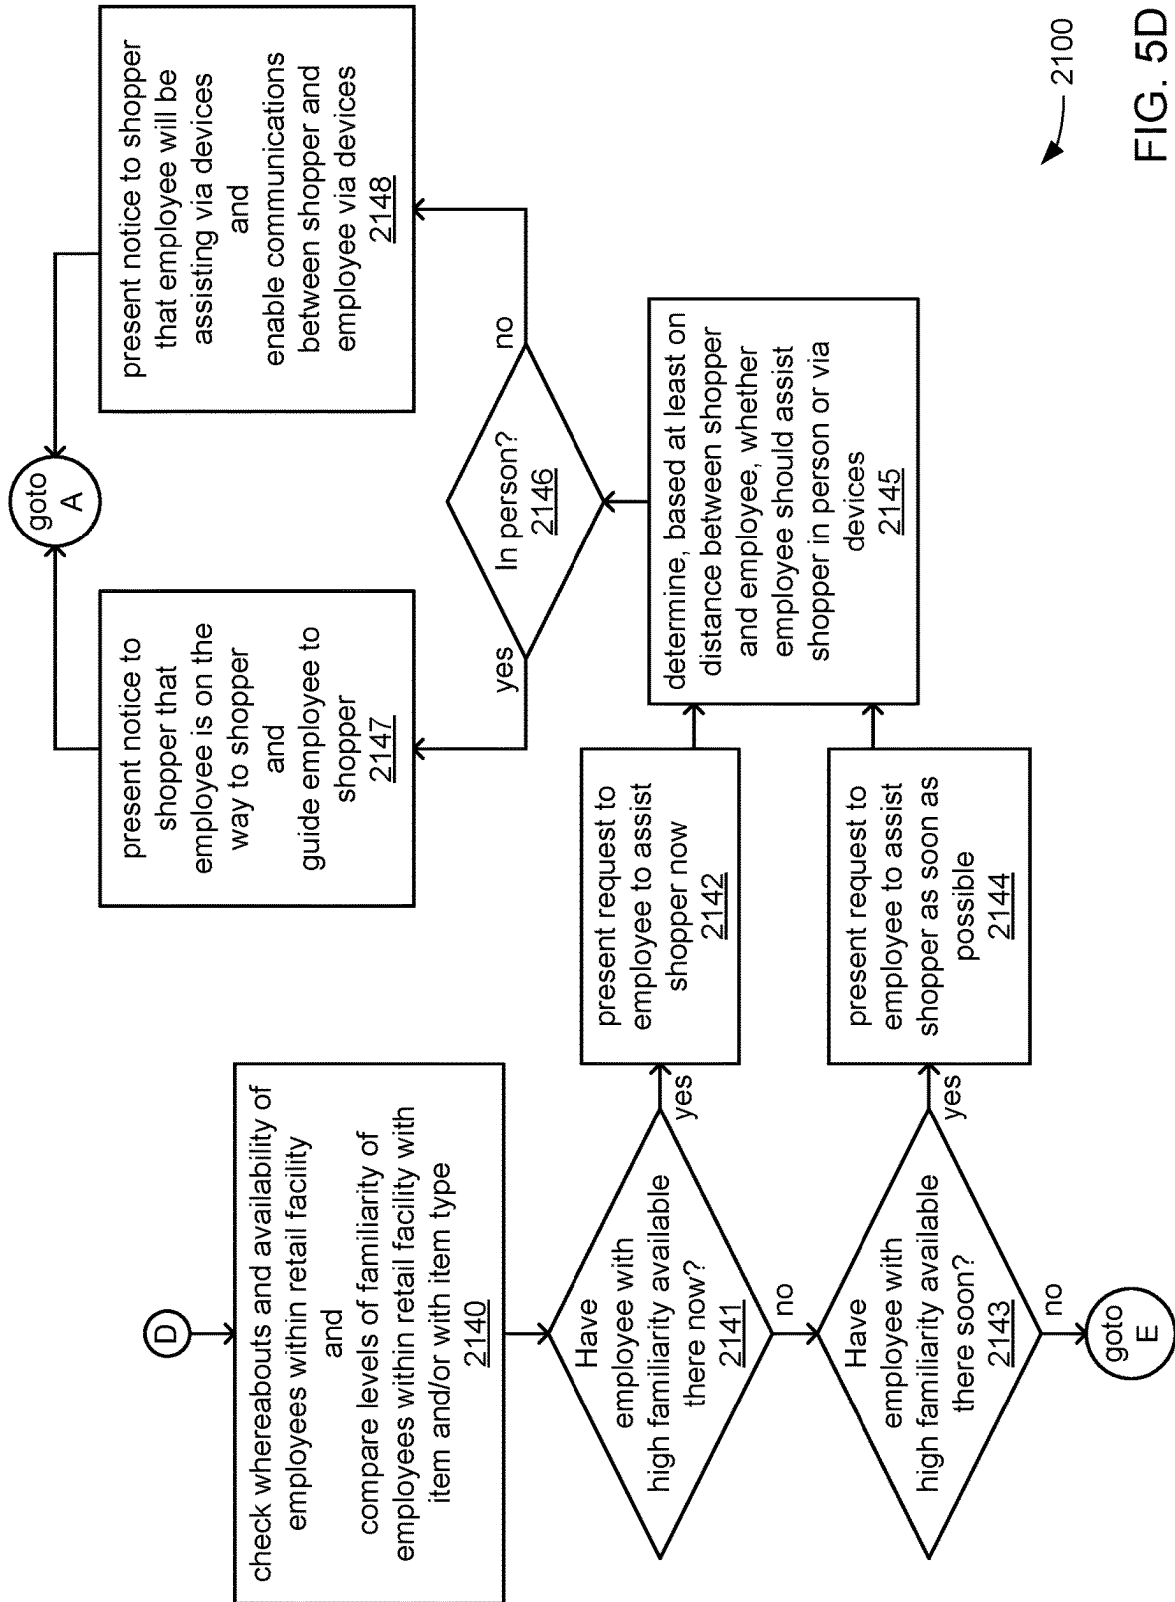 D
check whereabouts and availability of
employees within retail facility
and
compare levels of familiarity of
employees within retail facility with
item and/or with item type
2140
Have
employee with
high familiarity available
there now?
2141
yes
no
present request to
employee to assist
shopper now
2142
Have
employee with
high familiarity available
there soon?
2143
yes
no
goto
E
present request to
employee to assist
shopper as soon as
possible
2144
determine, based at least on
distance between shopper
and employee, whether
employee should assist
shopper in person or via
devices
2145
In person?
2146
yes
no
present notice to
shopper that
employee is on the
way to shopper
and
guide employee to
shopper
2147
present notice to shopper
that employee will be
assisting via devices
and
enable communications
between shopper and
employee via devices
2148
goto
A
2100
FIG. 5D